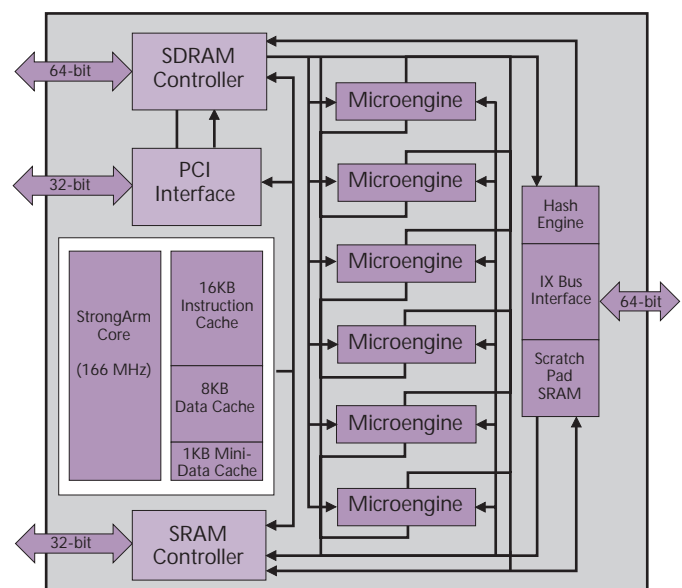 64-bit
SDRAM
Controller
32-bit
PCI
Interface
StrongArm
Core
(166 MHz)
16KB
Instruction
Cache
8KB
Data Cache
1KB Mini-
Data Cache
32-bit
SRAM
Controller
Microengine
Microengine
Microengine
Microengine
Microengine
Microengine
Hash
Engine
IX Bus
Interface
Scratch
Pad
SRAM
64-bit